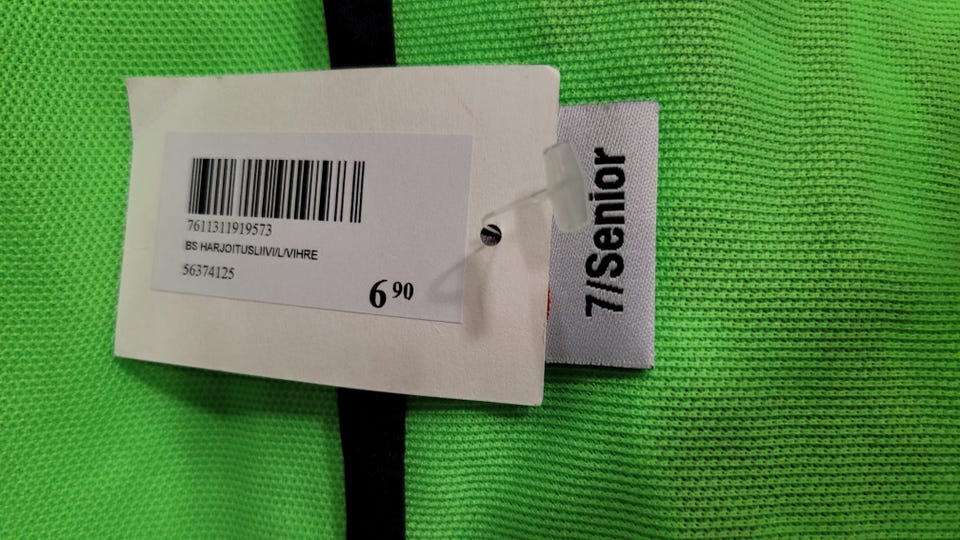 7611311919573
BS HARJOITUSLIIVI/L/VIHRE
56374125
6 90
7/Senior